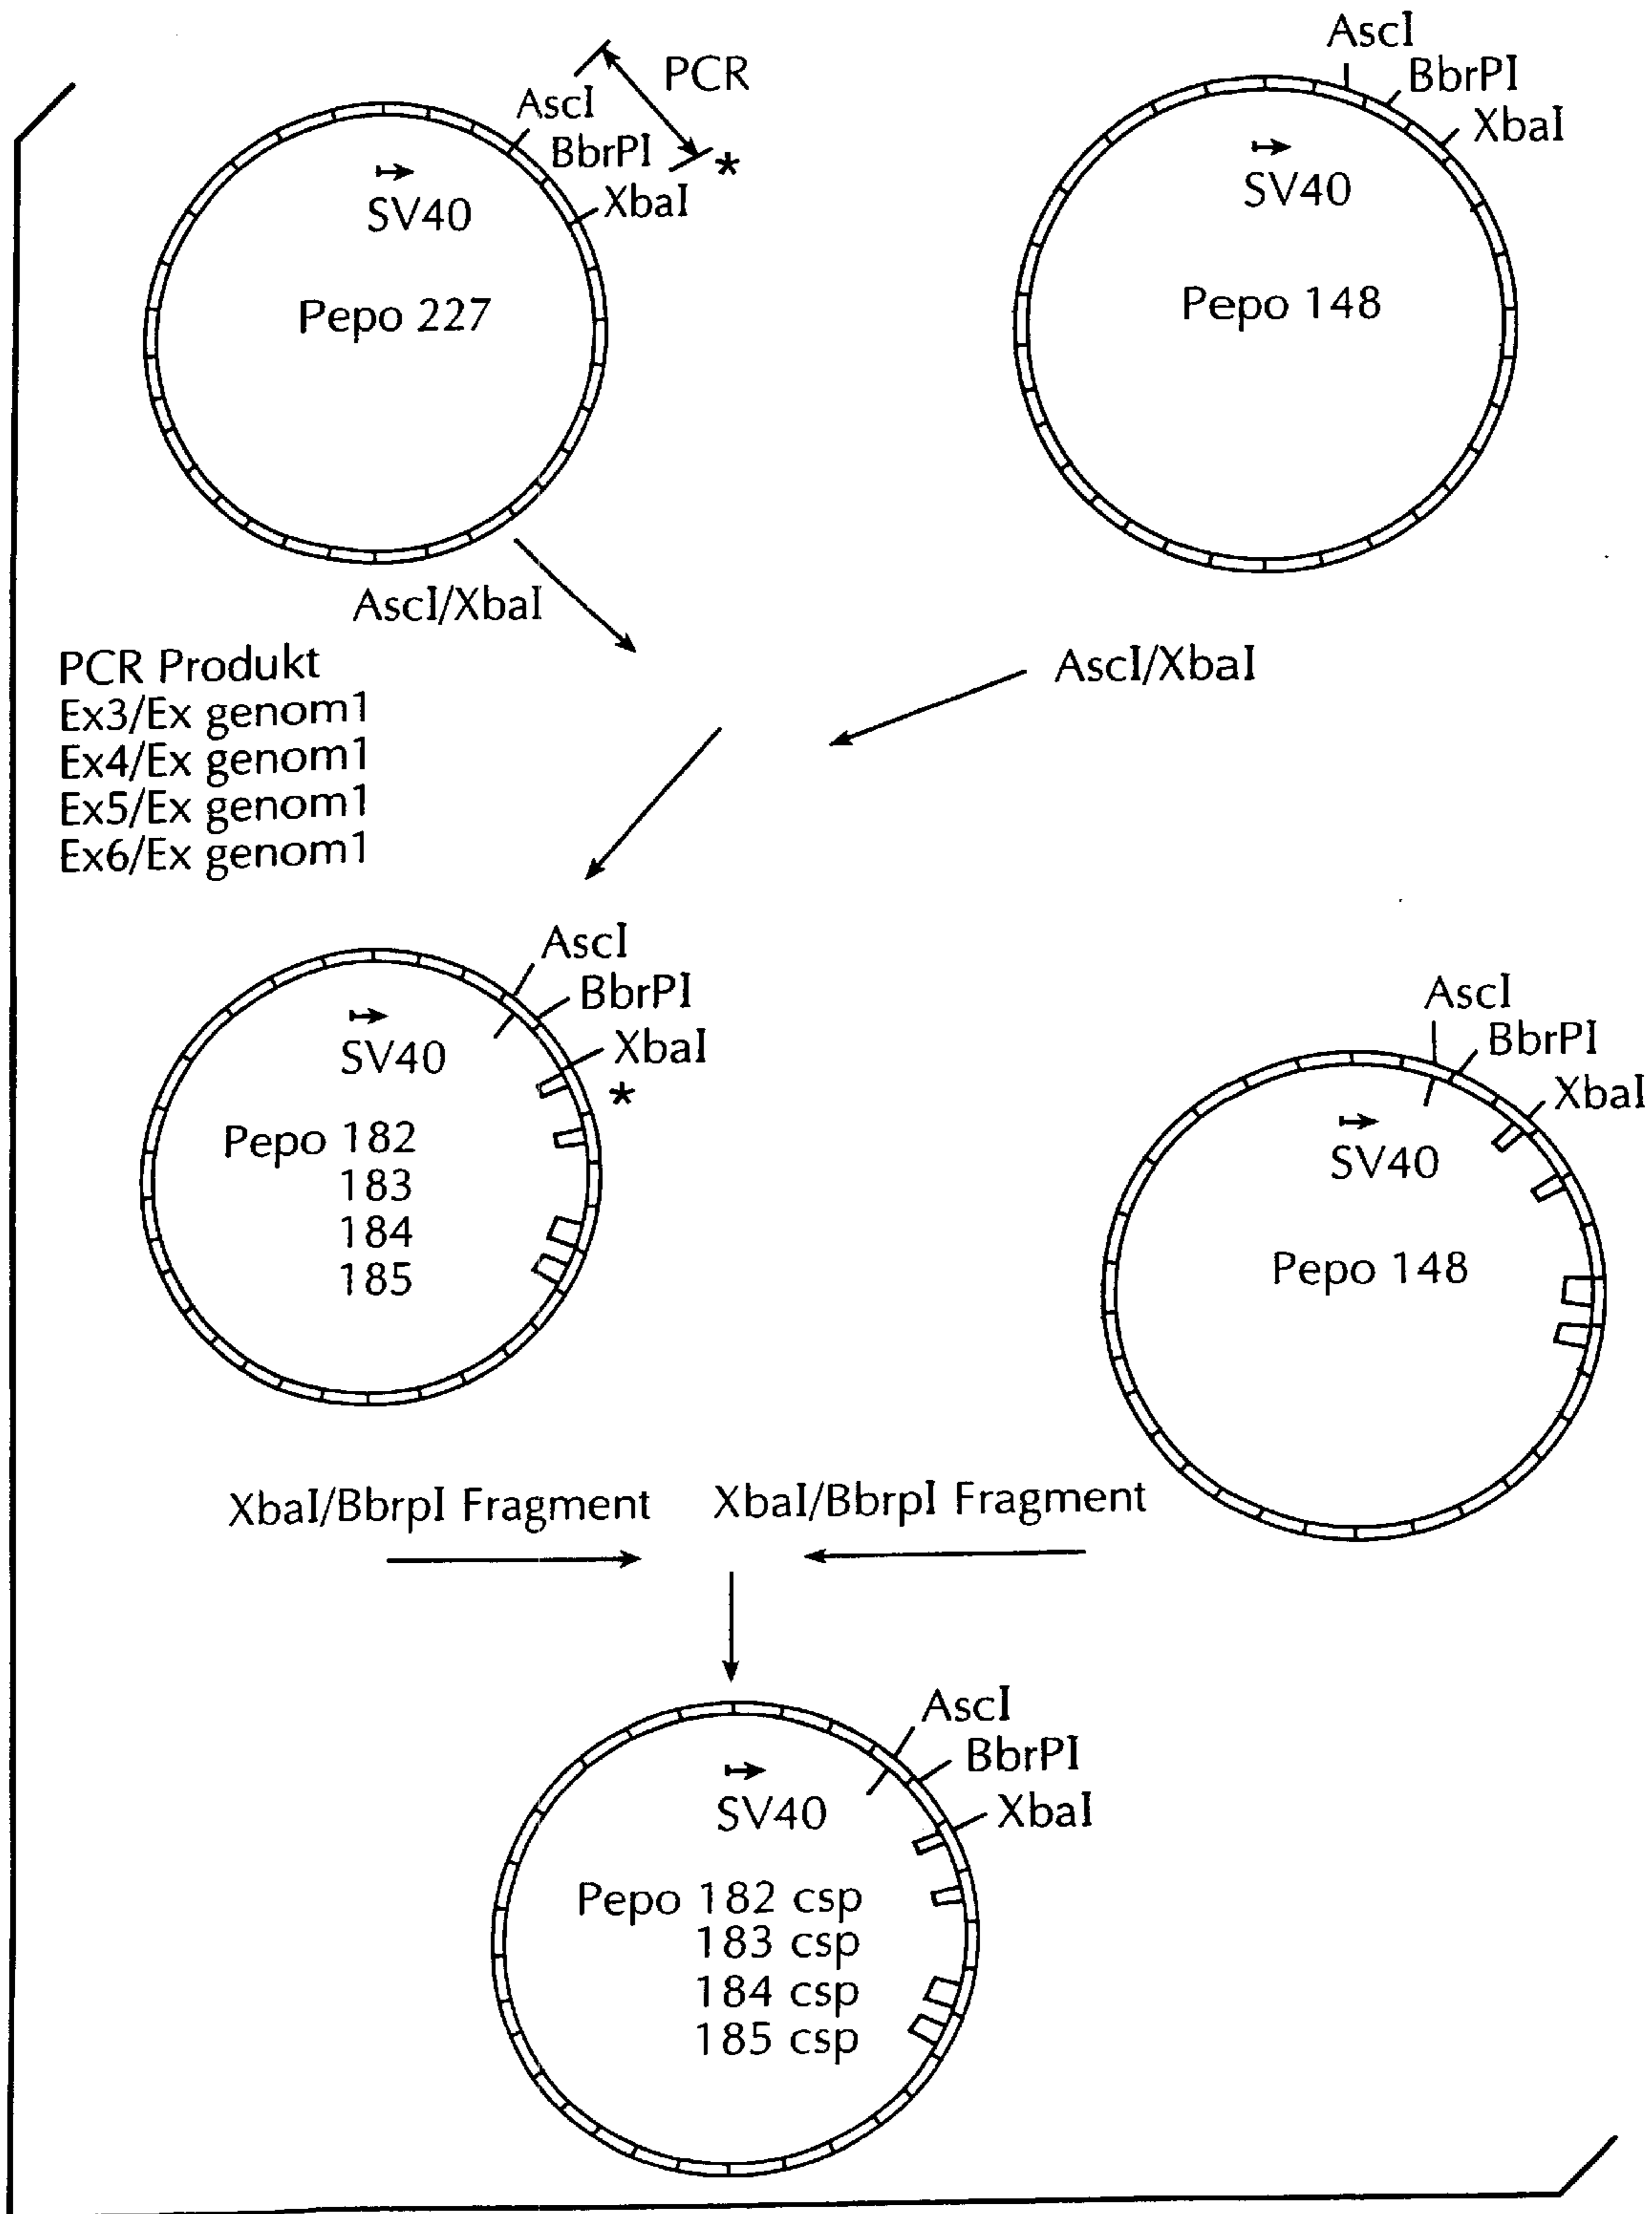 PCR
AscI
BbrPI
*
XbaI
SV40
Pepo 227
AscI
BbrPI
XbaI
SV40
Pepo 148
AscI/XbaI
AscI/XbaI
PCR Produkt
Ex3/Ex genom1
Ex4/Ex genom1
Ex5/Ex genom1
Ex6/Ex genom1
AscI
BbrPI
XbaI
*
SV40
Pepo 182
183
184
185
AscI
BbrPI
XbaI
SV40
Pepo 148
XbaI/BbrpI Fragment
XbaI/BbrpI Fragment
AscI
BbrPI
XbaI
SV40
Pepo 182 csp
183 csp
184 csp
185 csp